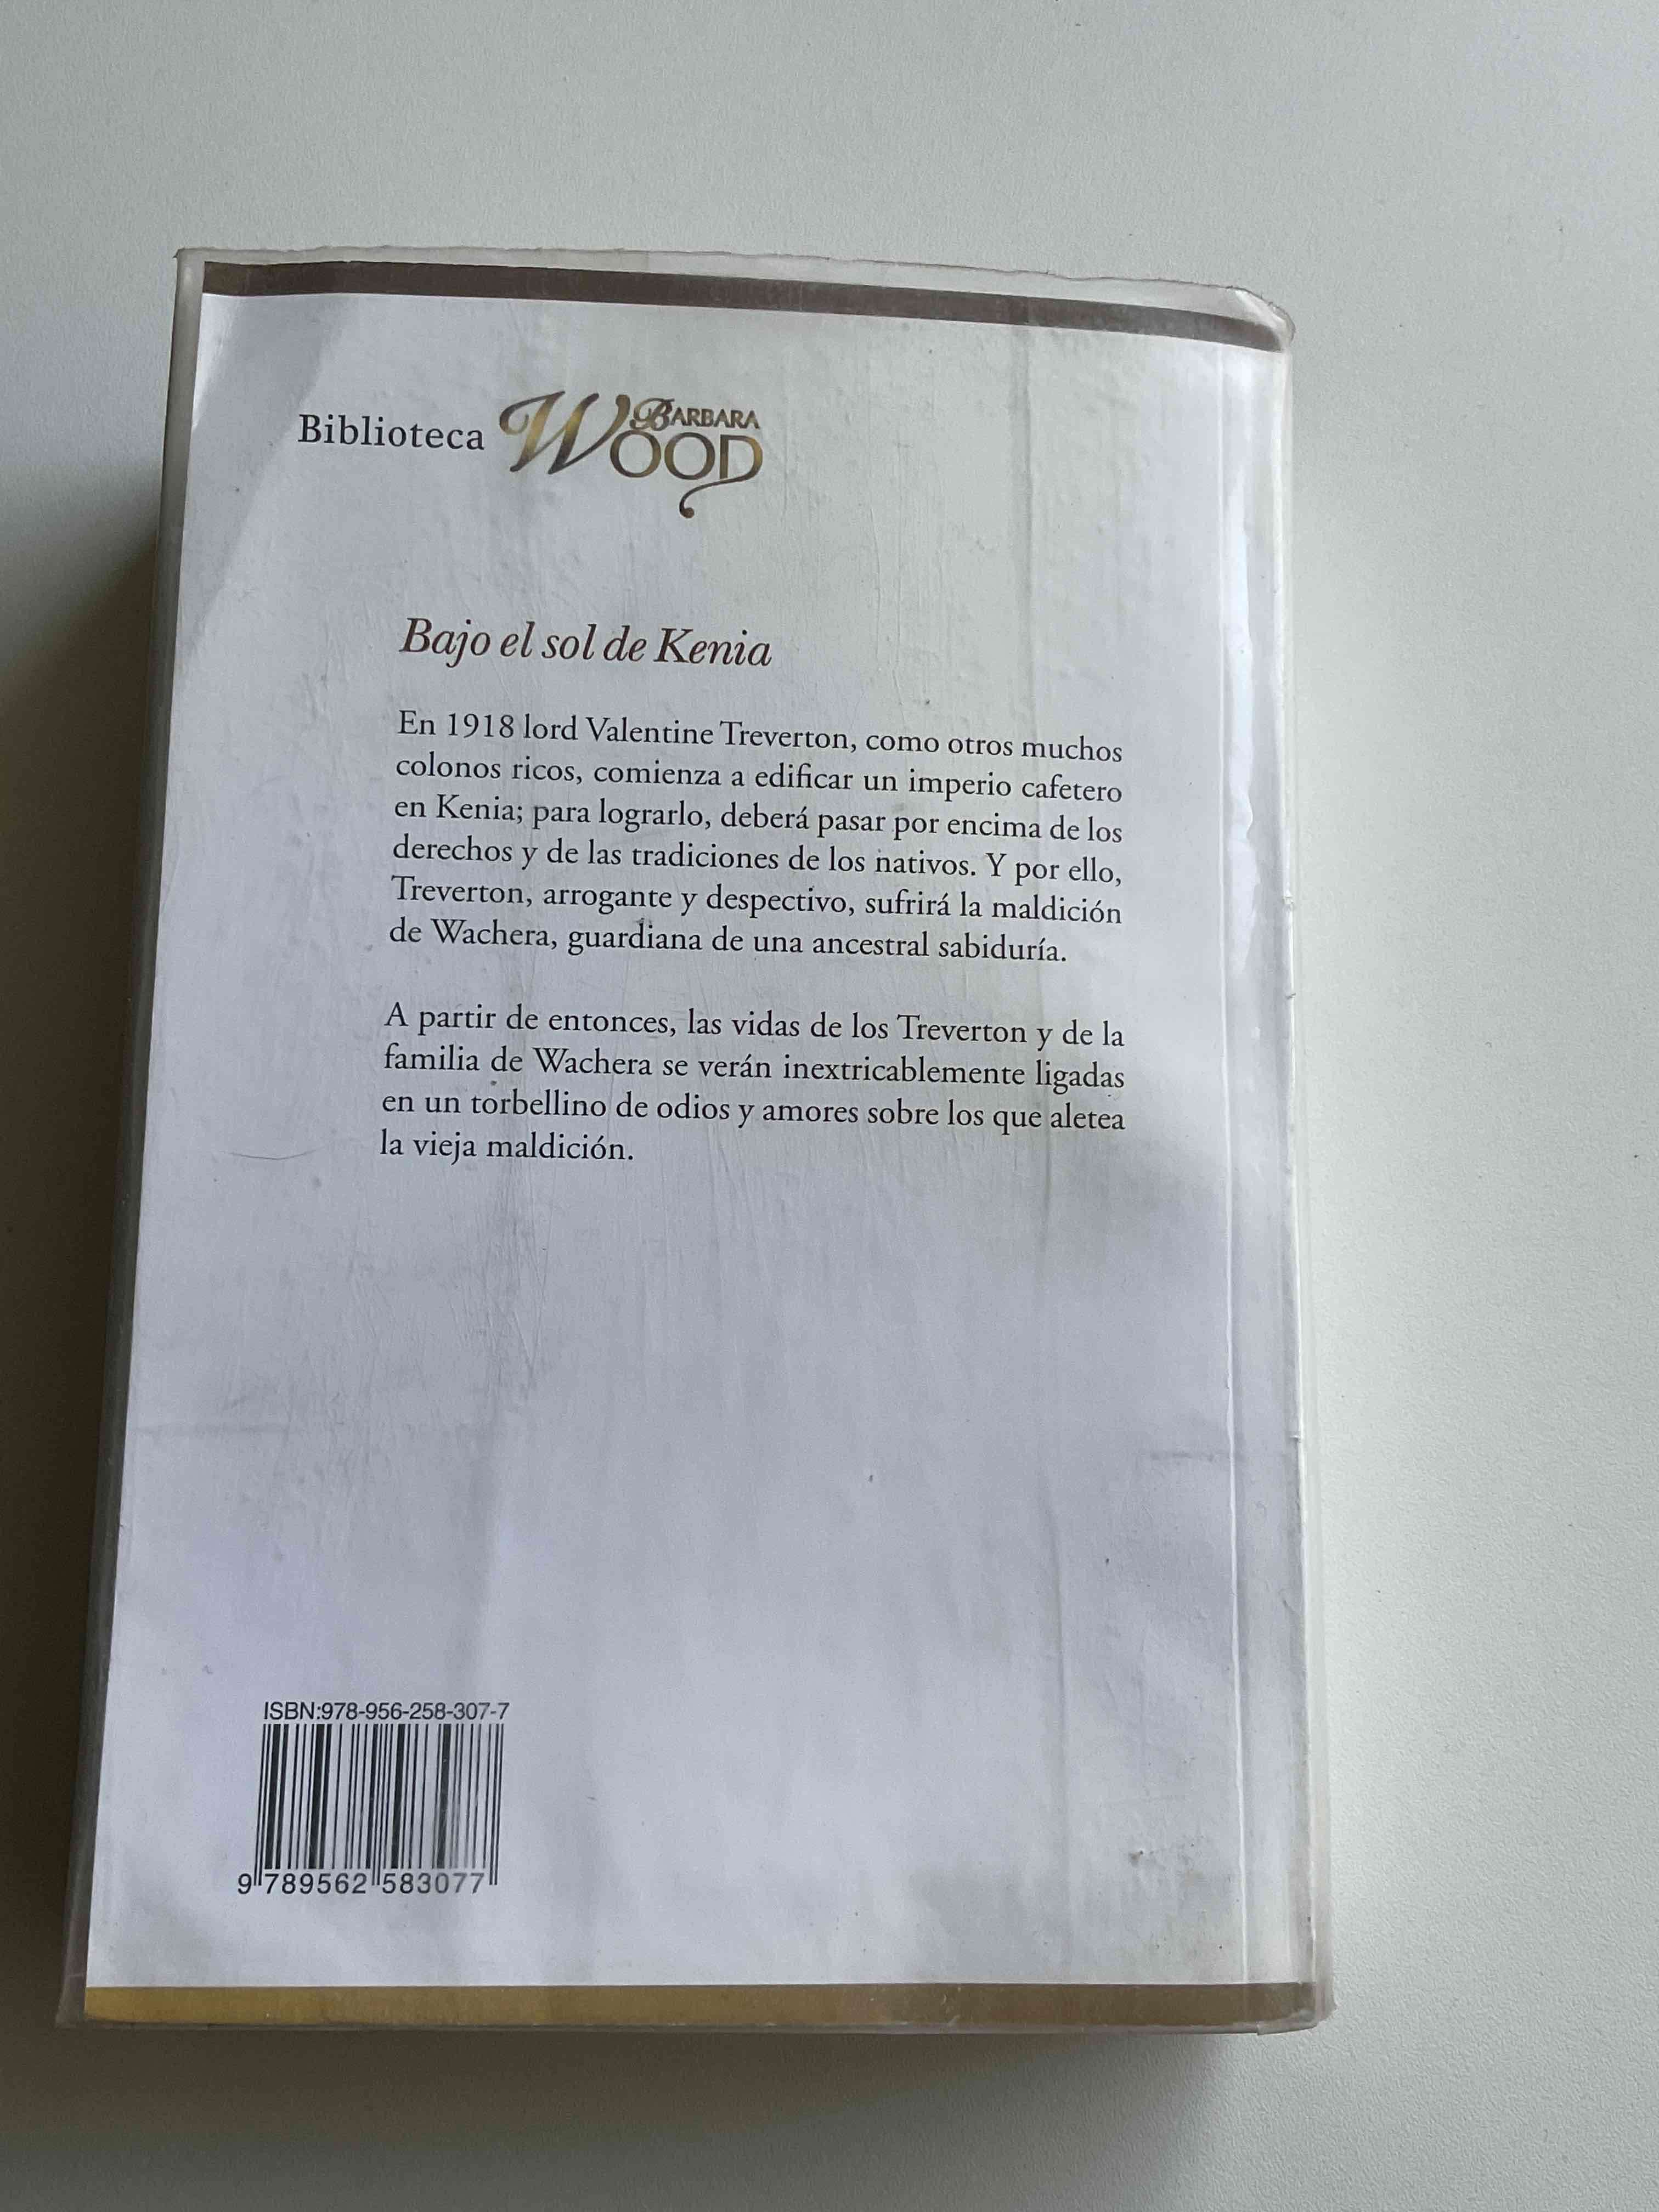 Biblioteca BARBARA WOOD
Bajo el sol de Kenia
En 1918 lord Valentine Treverton, como otros muchos
colonos ricos, comienza a edificar un imperio cafetero
en Kenia; para lograrlo, deberá pasar por encima de los
derechos y de las tradiciones de los nativos. Y por ello,
Treverton, arrogante y despectivo, sufrirá la maldición
de Wachera, guardiana de una ancestral sabiduría.
A partir de entonces, las vidas de los Treverton y de la
familia de Wachera se verán inextricablemente ligadas
en un torbellino de odios y amores sobre los que aletea
la vieja maldición.
ISBN:978-956-258-307-7
9 789562 583077